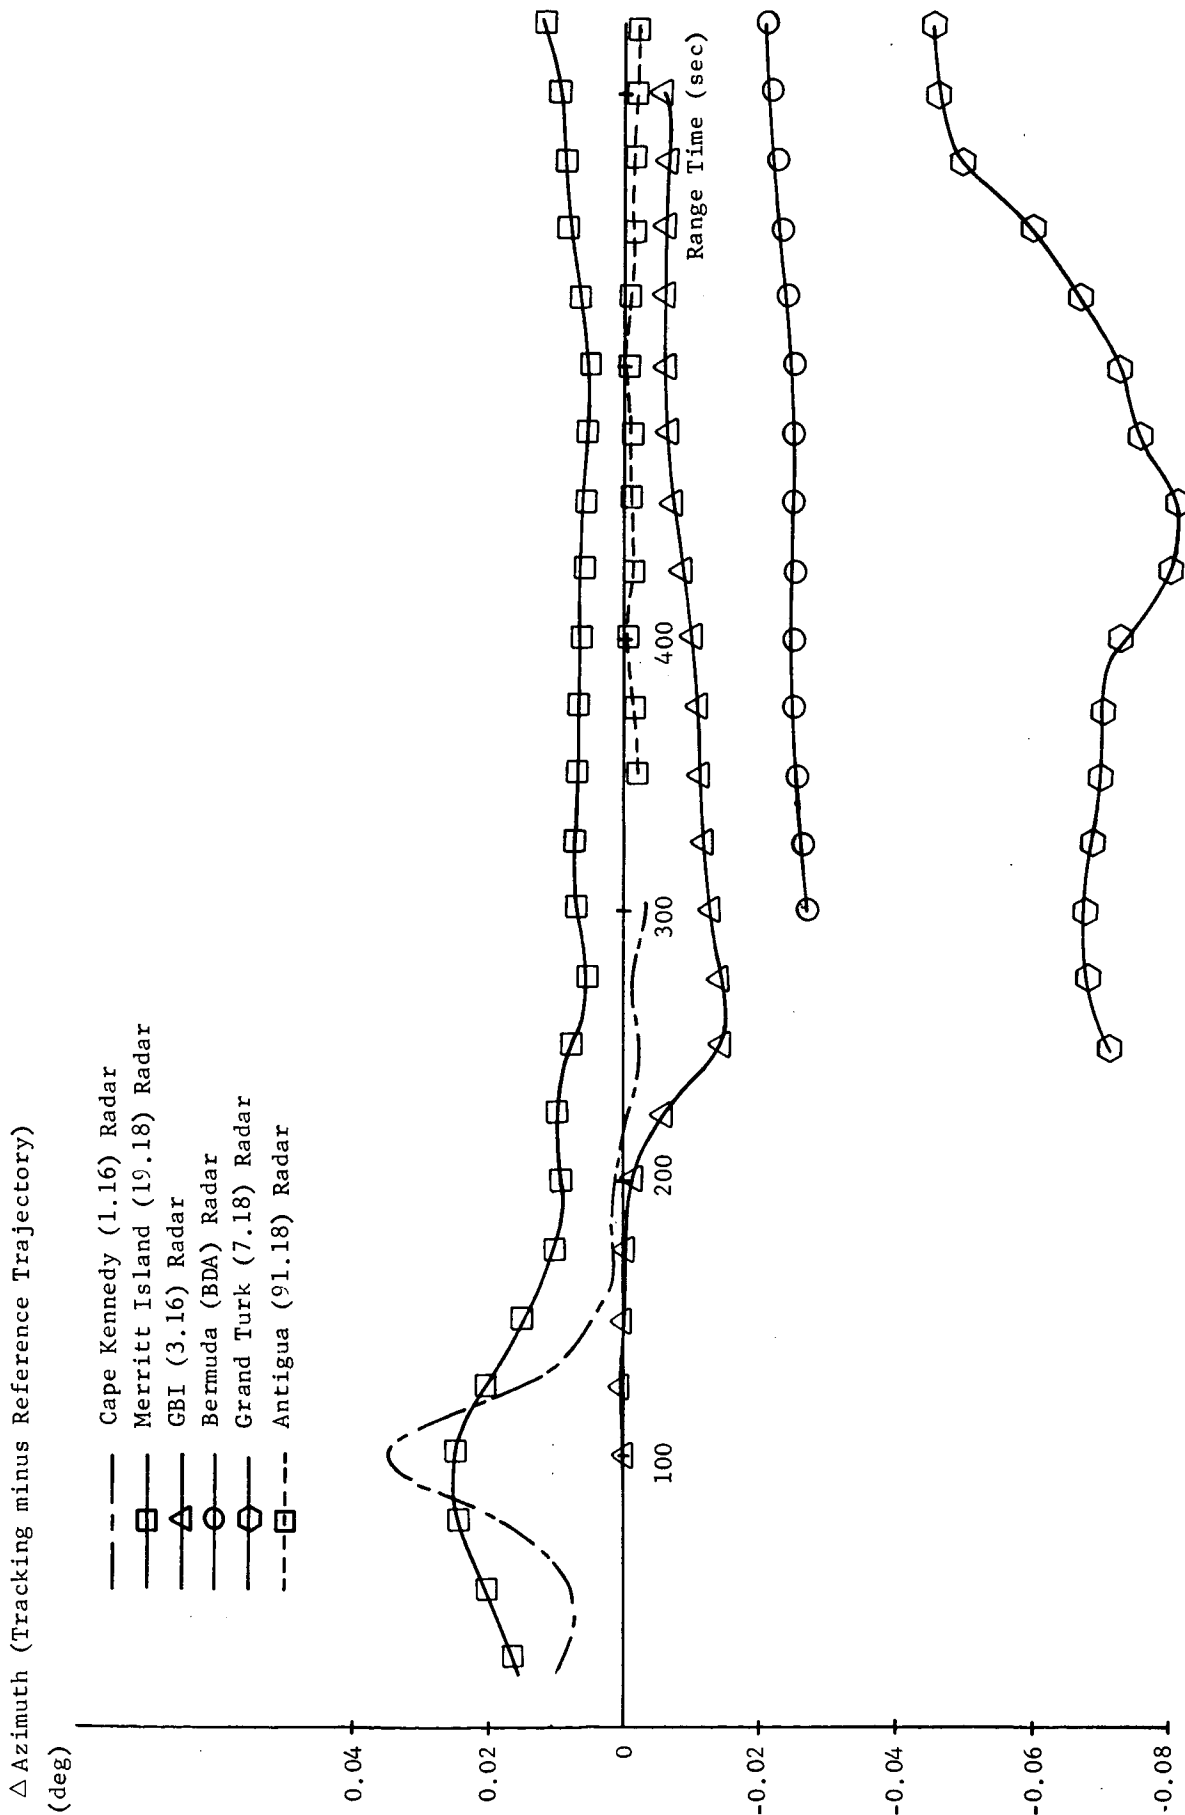 △ Azimuth (Tracking minus Reference Trajectory)
(deg)
Cape Kennedy (1.16) Radar
Merritt Island (19.18) Radar
GBI (3.16) Radar
Bermuda (BDA) Radar
Grand Turk (7.18) Radar
Antigua (91.18) Radar
0.04
0.02
0
-0.02
-0.04
-0.06
-0.08
100
200
300
400
Range Time (sec)